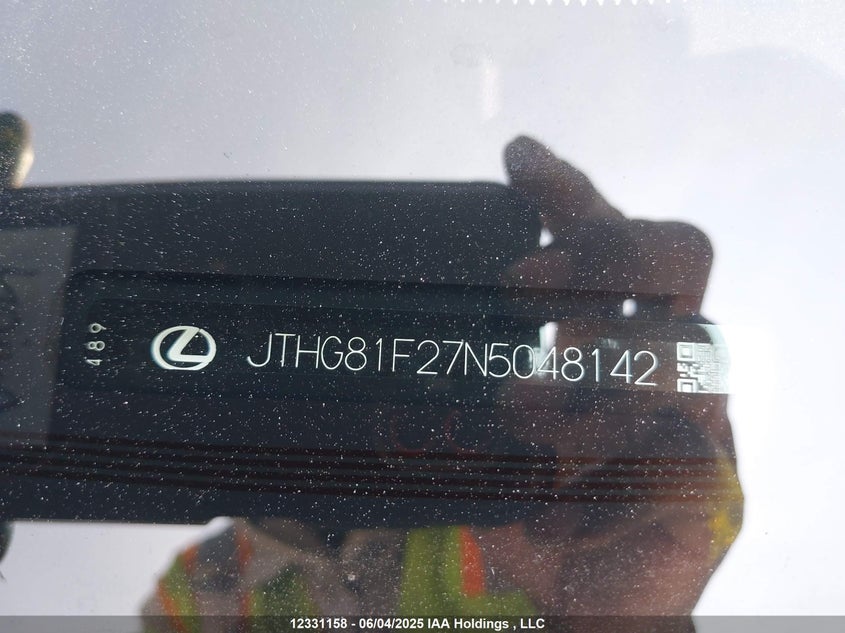 489
JTHG81F27N5048142
12331158 - 06/04/2025 IAA Holdings , LLC